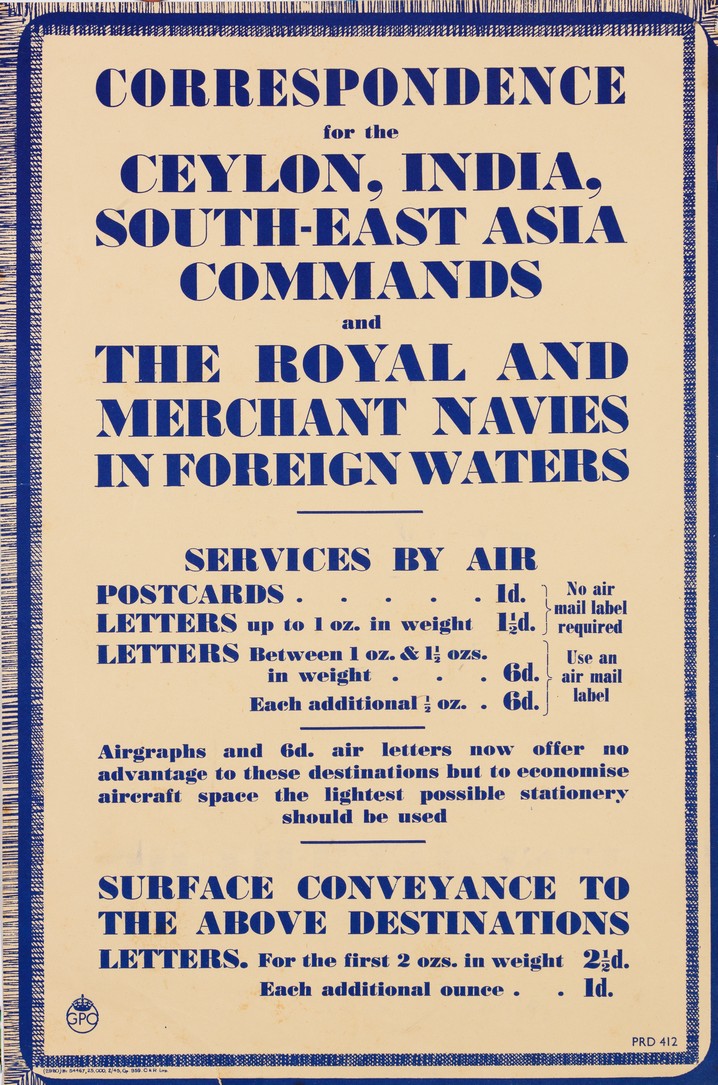 CORRESPONDENCE
for the
CEYLON, INDIA,
SOUTH-EAST ASIA
COMMANDS
and
THE ROYAL AND
MERCHANT NAVIES
IN FOREIGN WATERS
SERVICES BY AIR
POSTCARDS . . . . . 1d.
LETTERS up to 1 oz. in weight 1½d.
No air
mail label
required
LETTERS Between 1 oz. & 1½ ozs.
in weight . . . 6d.
Each additional ½ oz. . 6d.
Use an
air mail
label
Airgraphs and 6d. air letters now offer no
advantage to these destinations but to economise
aircraft space the lightest possible stationery
should be used
SURFACE CONVEYANCE TO
THE ABOVE DESTINATIONS
LETTERS. For the first 2 ozs. in weight 2½d.
Each additional ounce . . 1d.
GPO
PRD 412